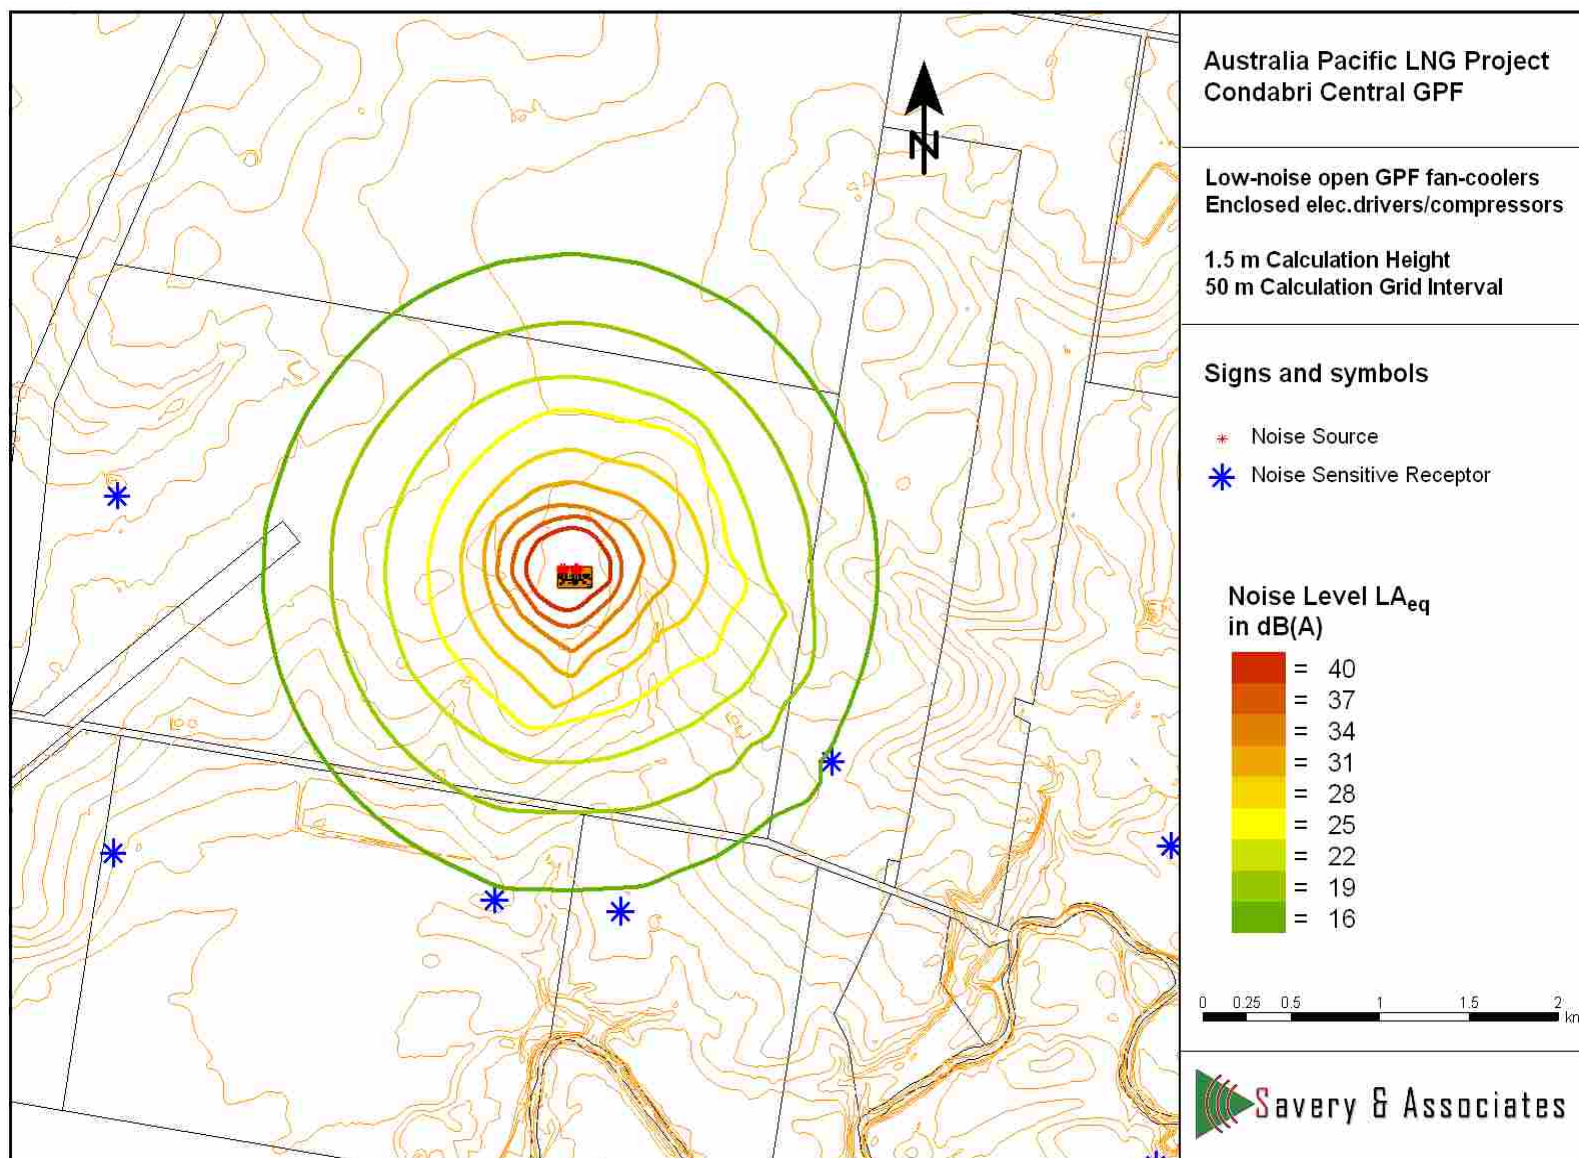 Australia Pacific LNG Project
Condabri Central GPF
Low-noise open GPF fan-coolers
Enclosed elec.drivers/compressors
1.5 m Calculation Height
50 m Calculation Grid Interval
Signs and symbols
Noise Source
Noise Sensitive Receptor
Noise Level LAeq
in dB(A)
= 40
= 37
= 34
= 31
= 28
= 25
= 22
= 19
= 16
0 0.25 0.5 1 1.5 2
km
Savery & Associates
N